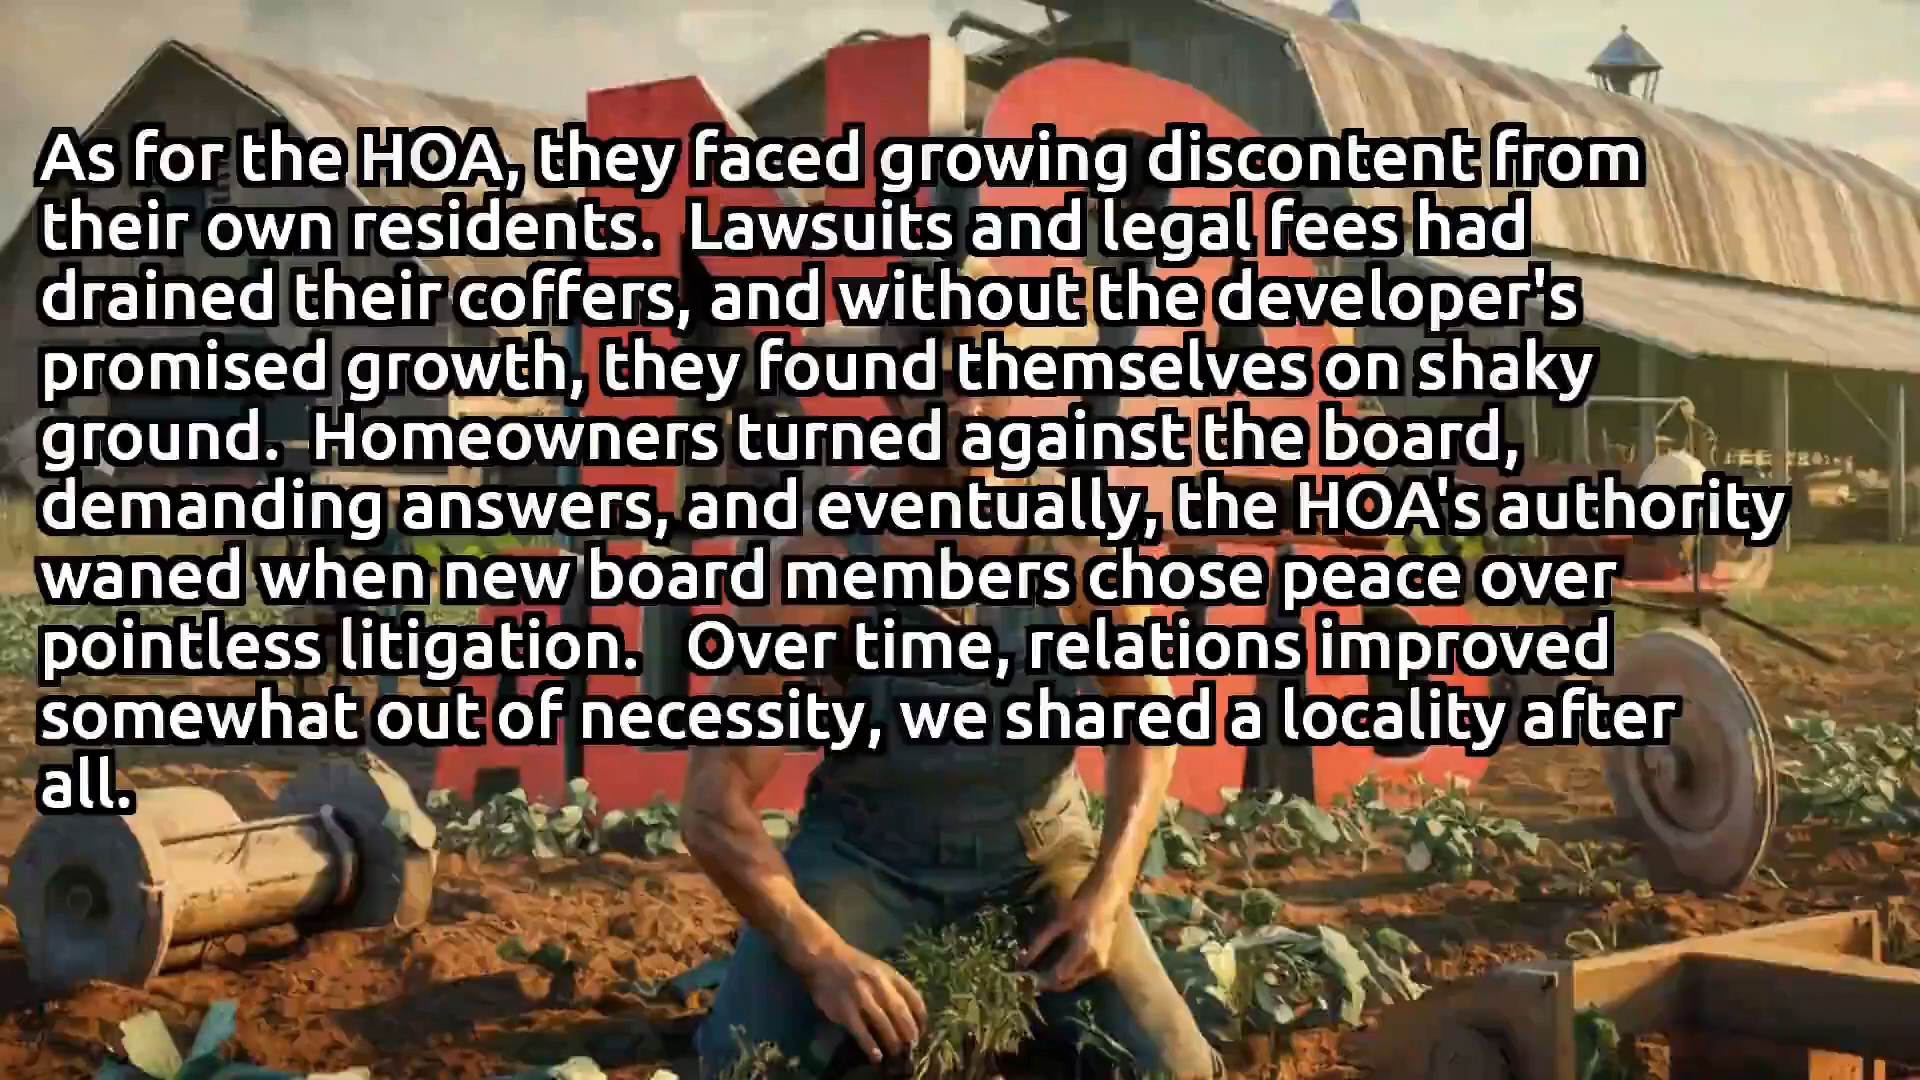 As for the HOA, they faced growing discontent from
their own residents.  Lawsuits and legal fees had
drained their coffers, and without the developer's
promised growth, they found themselves on shaky
ground.  Homeowners turned against the board,
demanding answers, and eventually, the HOA's authority
waned when new board members chose peace over
pointless litigation.   Over time, relations improved
somewhat out of necessity, we shared a locality after
all.